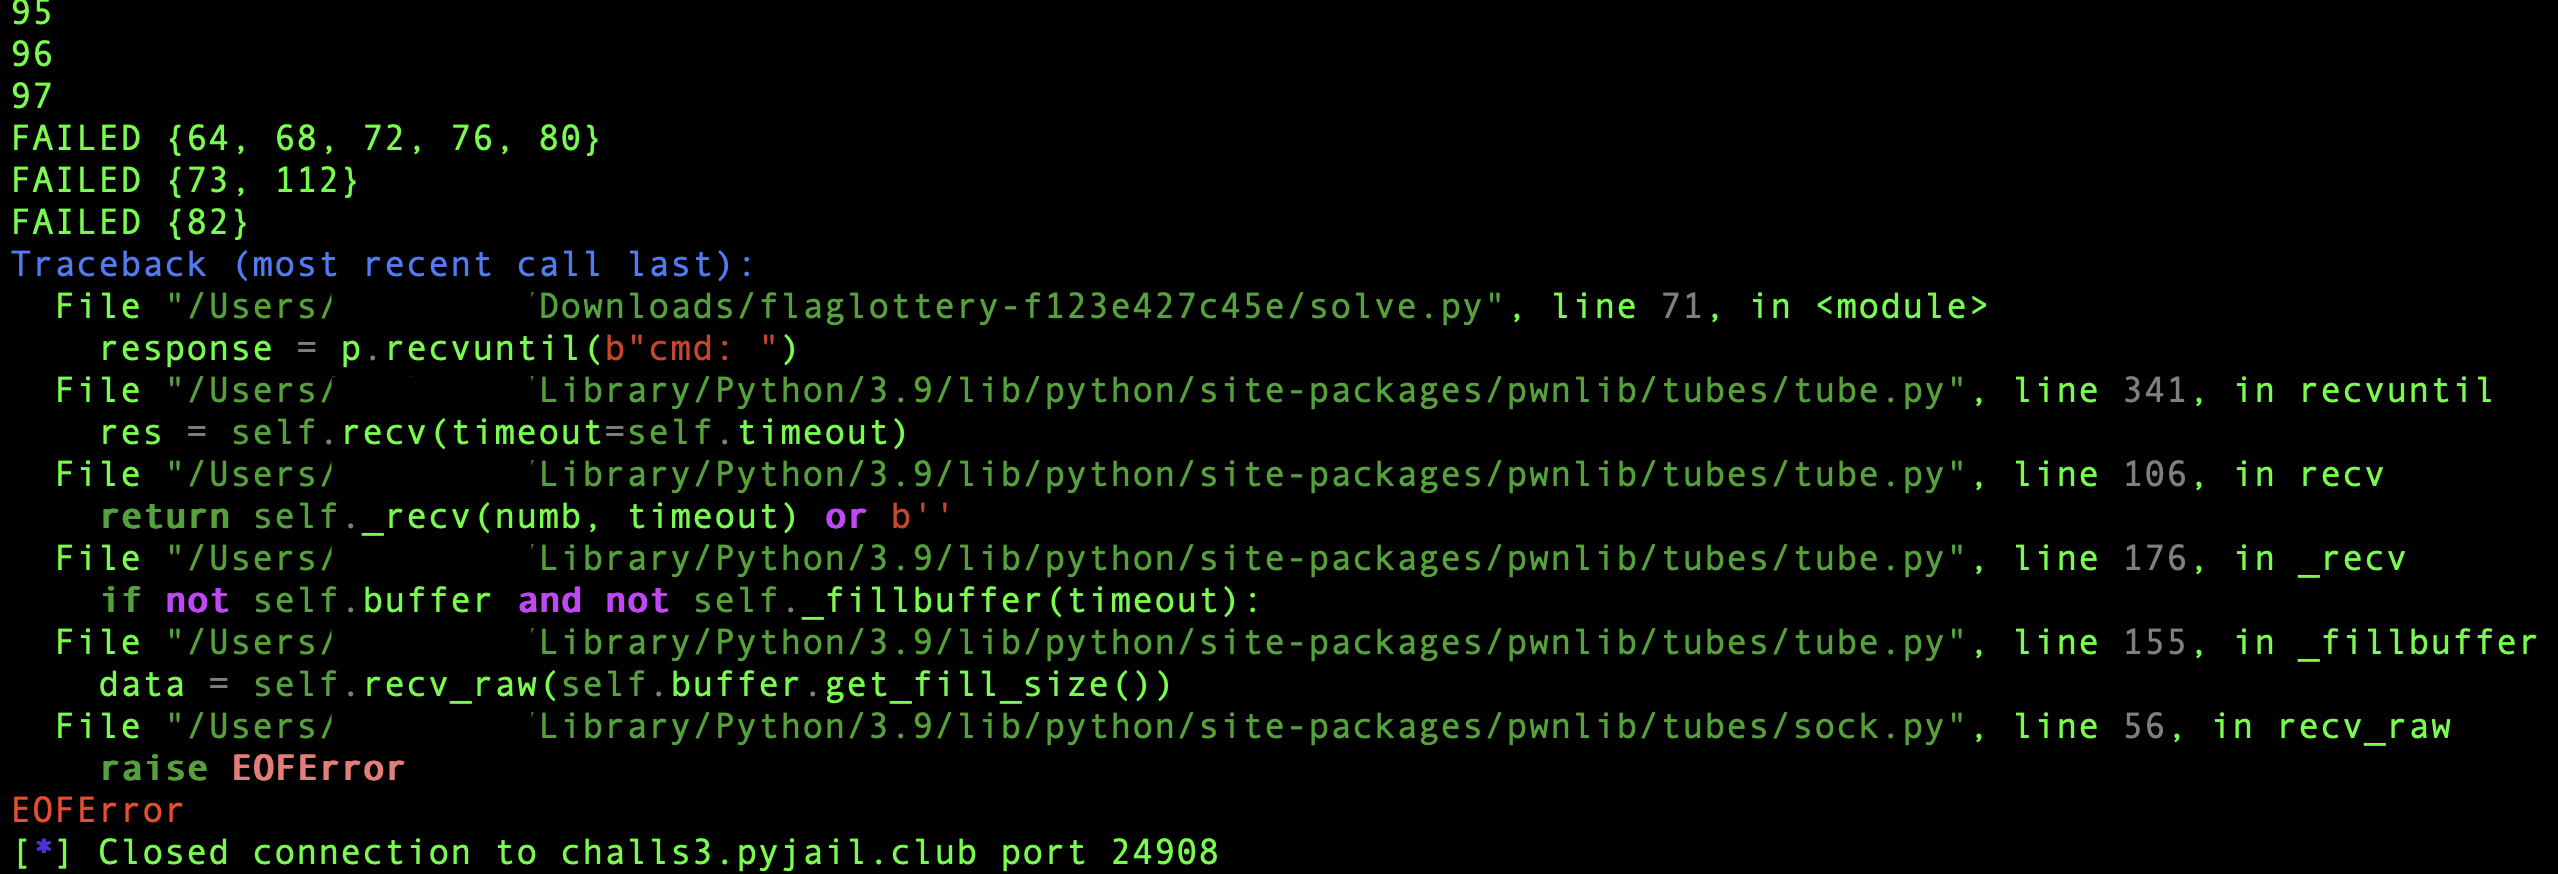 95
96
97
FAILED {64, 68, 72, 76, 80}
FAILED {73, 112}
FAILED {82}
Traceback (most recent call last):
  File "/Users/ /Downloads/flaglottery-f123e427c45e/solve.py", line 71, in <module>
    response = p.recvuntil(b"cmd: ")
  File "/Users/ /Library/Python/3.9/lib/python/site-packages/pwnlib/tubes/tube.py", line 341, in recvuntil
    res = self.recv(timeout=self.timeout)
  File "/Users/ /Library/Python/3.9/lib/python/site-packages/pwnlib/tubes/tube.py", line 106, in recv
    return self._recv(numb, timeout) or b''
  File "/Users/ /Library/Python/3.9/lib/python/site-packages/pwnlib/tubes/tube.py", line 176, in _recv
    if not self.buffer and not self._fillbuffer(timeout):
  File "/Users/ /Library/Python/3.9/lib/python/site-packages/pwnlib/tubes/tube.py", line 155, in _fillbuffer
    data = self.recv_raw(self.buffer.get_fill_size())
  File "/Users/ /Library/Python/3.9/lib/python/site-packages/pwnlib/tubes/sock.py", line 56, in recv_raw
    raise EOFError
EOFError
[*] Closed connection to challs3.pyjail.club port 24908